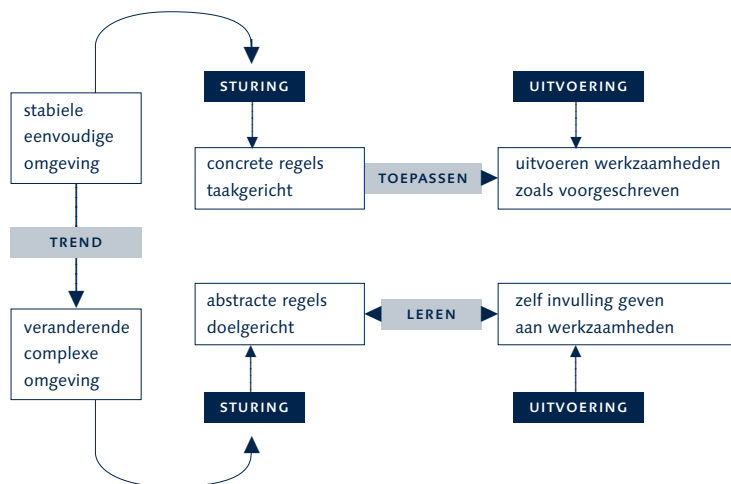 STURING
UITVOERING
stabiele
eenvoudige
omgeving
concrete regels
taakgericht
TOEPASSEN
uitvoeren werkzaamheden
zoals voorgeschreven
TREND
veranderende
complexe
omgeving
abstracte regels
doelgericht
LEREN
zelf invulling geven
aan werkzaamheden
STURING
UITVOERING